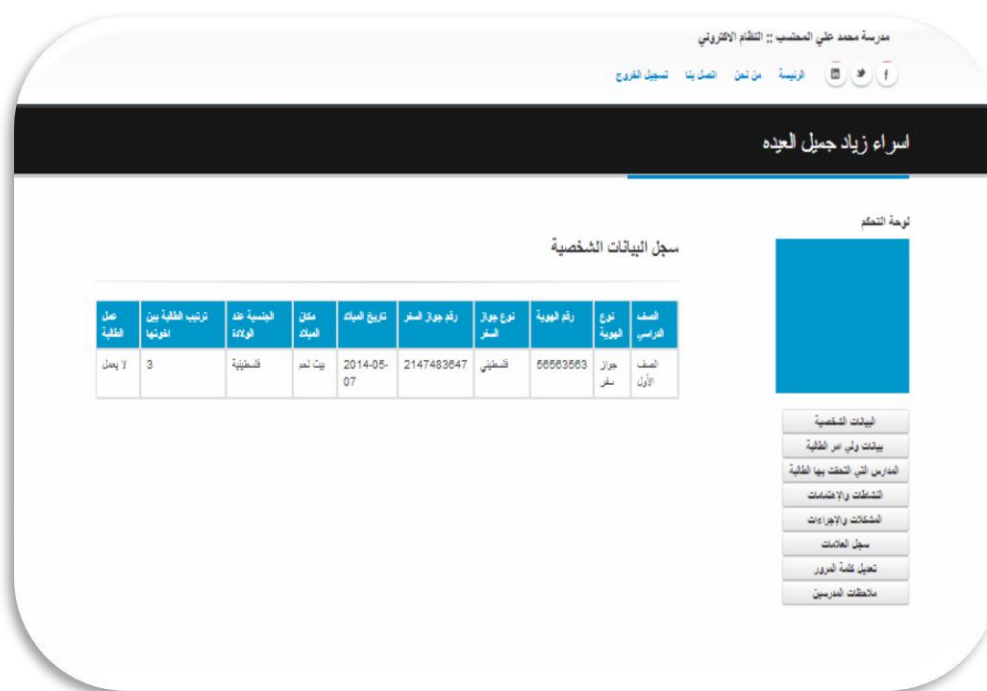 مدرسة محمد علي المحتسب :: النظام الاكتروني
الرئيسة من نحن اتصل بنا تسجيل الخروج
اسراء زياد جميل العيده
لوحة التحكم
سجل البيانات الشخصية
الصف الدراسي نوع الهوية رقم الهوية نوع جواز السفر رقم جواز السفر تاريخ الميلاد مكان الميلاد الجنسية عند الولادة ترتيب الطالبة بين اخوتها عمل الطالبة
الصف الأول جواز سفر 56563563 فلسطيني 2147483647 2014-05-07 بيت لحم فلسطينية 3 لا يعمل
البيانات الشخصية
بيانات ولي امر الطالبة
المدارس التي التحقت بها الطالبة
النشاطات والاهتمامات
المشكلات والإجراءات
سجل العلامات
تعديل كلمة المرور
ملاحظات المدرسين